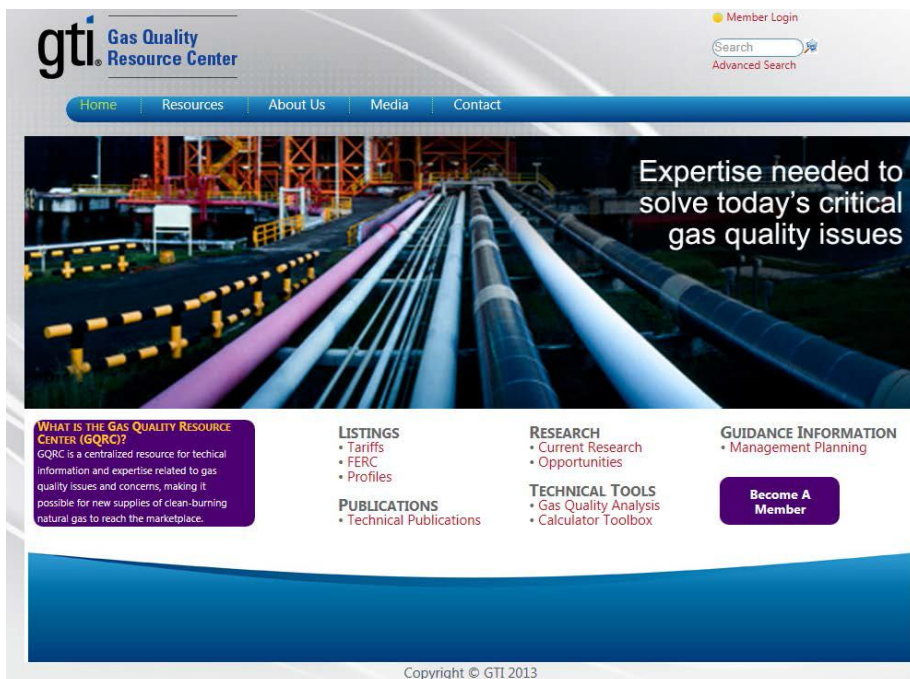 gti® Gas Quality
Resource Center
Member Login
Search
Advanced Search
Home Resources About Us Media Contact
Expertise needed to
solve today's critical
gas quality issues
WHAT IS THE GAS QUALITY RESOURCE
CENTER (GQRC)?
GQRC is a centralized resource for techical
information and expertise related to gas
quality issues and concerns, making it
possible for new supplies of clean-burning
natural gas to reach the marketplace.
LISTINGS
• Tariffs
• FERC
• Profiles
PUBLICATIONS
• Technical Publications
RESEARCH
• Current Research
• Opportunities
TECHNICAL TOOLS
• Gas Quality Analysis
• Calculator Toolbox
GUIDANCE INFORMATION
• Management Planning
Become A
Member
Copyright © GTI 2013